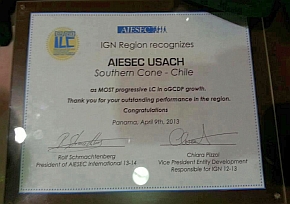 ILC
AIESEC
IGN Region recognizes
AIESEC USACH
Southern Cone - Chile
as MOST progressive LC in oGCDP growth.
Thank you for your outstanding performance in the region.
Congratulations
Panama, April 9th, 2013
Rolf Schmachtenberg
President of AIESEC International 13-14
Chiara Pizzoi
Vice President Entity Development
Responsible for IGN 12-13